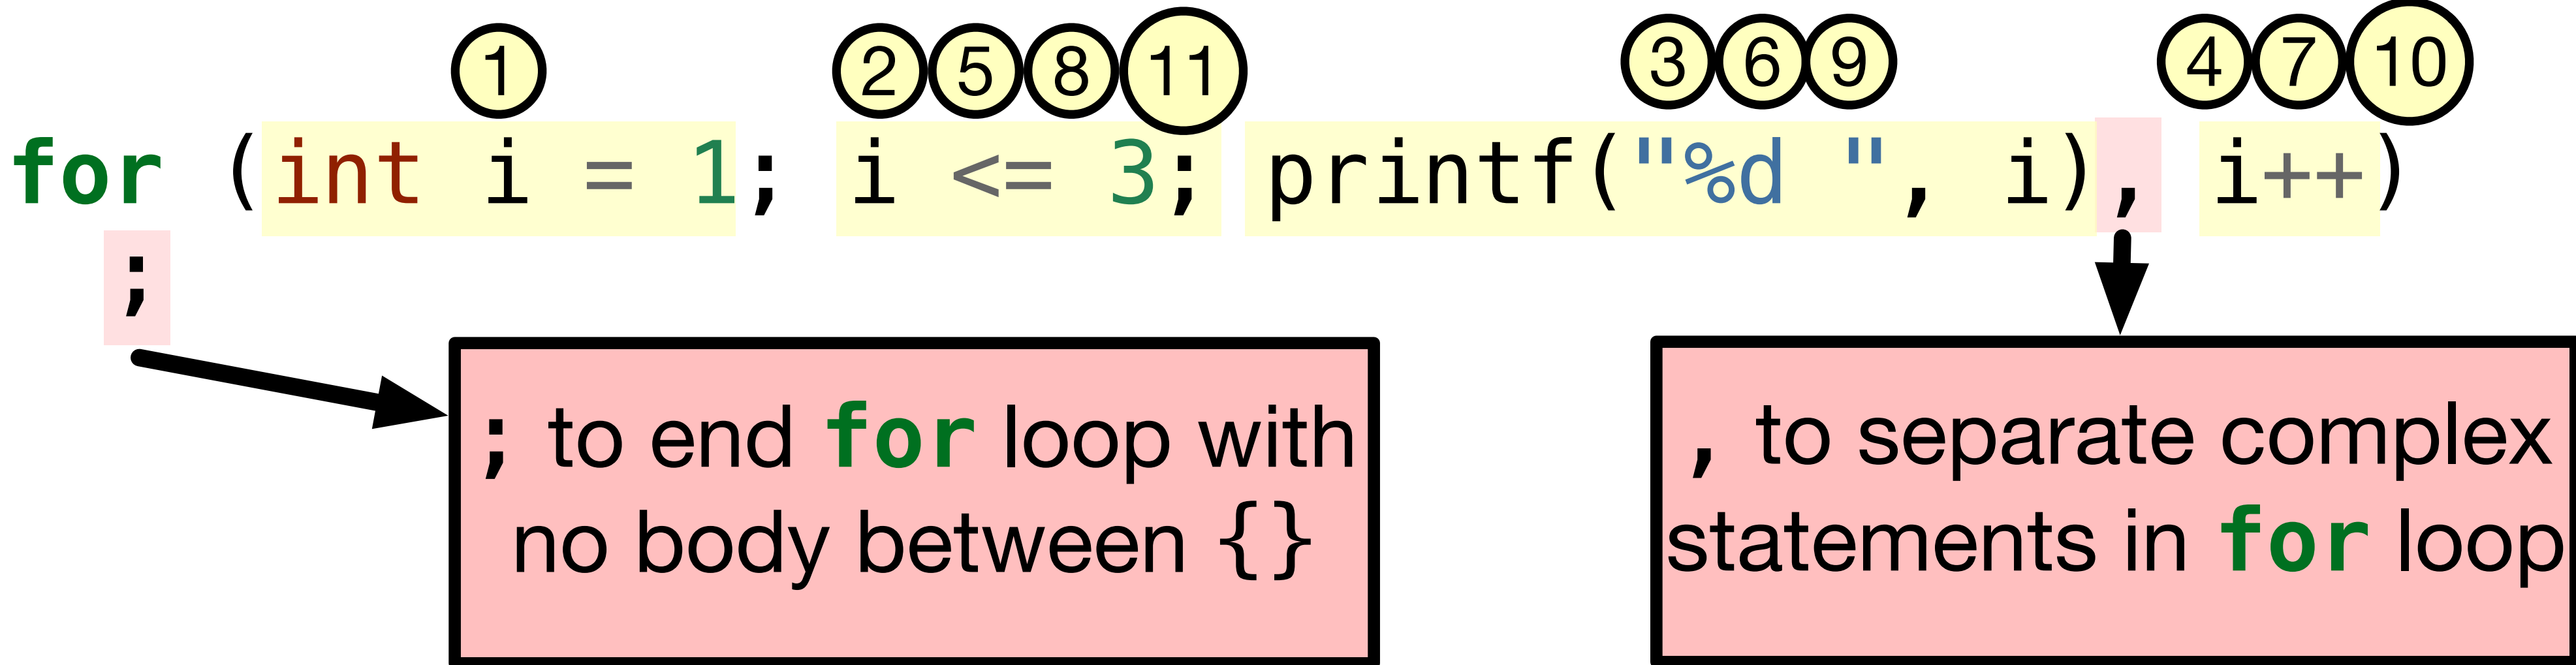 1 2 5 8 11 3 6 9 4 7 10
for (int i = 1; i <= 3; printf("%d ", i), i++)
;
; to end for loop with
no body between {}
, to separate complex
statements in for loop